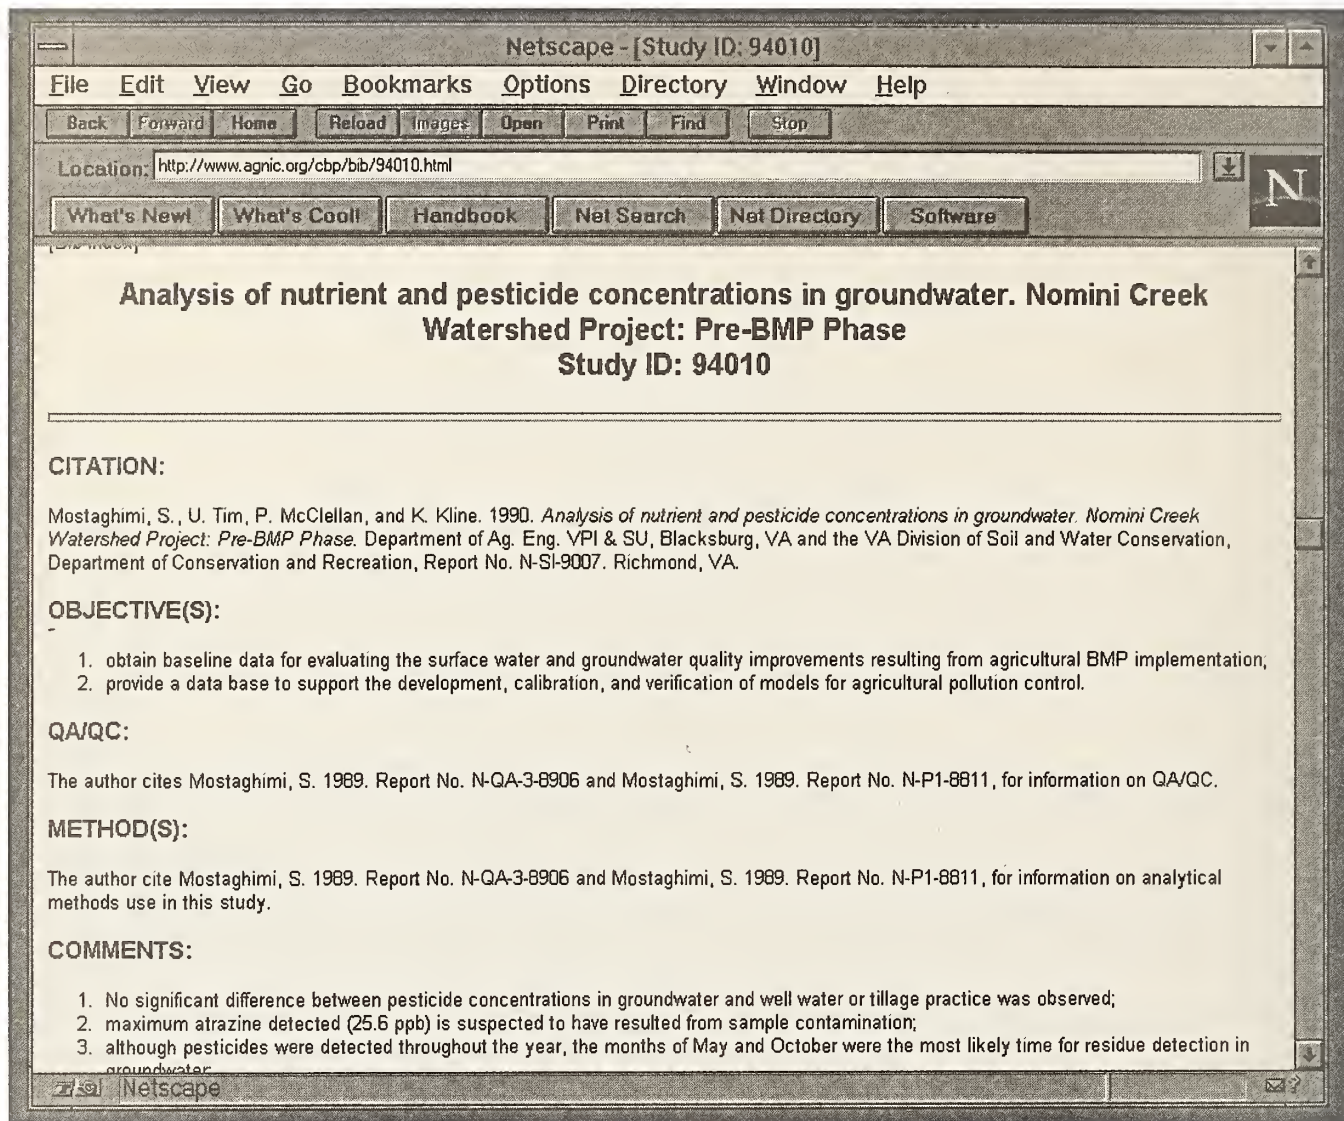 Netscape - [Study ID: 94010]
File Edit View Go Bookmarks Options Directory Window Help
Back Forward Home Reload Images Open Print Find Stop
Location: http://www.agnic.org/cbp/bib/94010.html
N
What's New! What's Cool! Handbook Net Search Net Directory Software
[Bib Index]
Analysis of nutrient and pesticide concentrations in groundwater. Nomini Creek
Watershed Project: Pre-BMP Phase
Study ID: 94010
CITATION:
Mostaghimi, S., U. Tim, P. McClellan, and K. Kline. 1990. Analysis of nutrient and pesticide concentrations in groundwater. Nomini Creek
Watershed Project: Pre-BMP Phase. Department of Ag. Eng. VPI & SU, Blacksburg, VA and the VA Division of Soil and Water Conservation,
Department of Conservation and Recreation, Report No. N-SI-9007. Richmond, VA.
OBJECTIVE(S):
1. obtain baseline data for evaluating the surface water and groundwater quality improvements resulting from agricultural BMP implementation;
2. provide a data base to support the development, calibration, and verification of models for agricultural pollution control.
QA/QC:
The author cites Mostaghimi, S. 1989. Report No. N-QA-3-8906 and Mostaghimi, S. 1989. Report No. N-P1-8811, for information on QA/QC.
METHOD(S):
The author cite Mostaghimi, S. 1989. Report No. N-QA-3-8906 and Mostaghimi, S. 1989. Report No. N-P1-8811, for information on analytical
methods use in this study.
COMMENTS:
1. No significant difference between pesticide concentrations in groundwater and well water or tillage practice was observed;
2. maximum atrazine detected (25.6 ppb) is suspected to have resulted from sample contamination;
3. although pesticides were detected throughout the year, the months of May and October were the most likely time for residue detection in
groundwater
Netscape